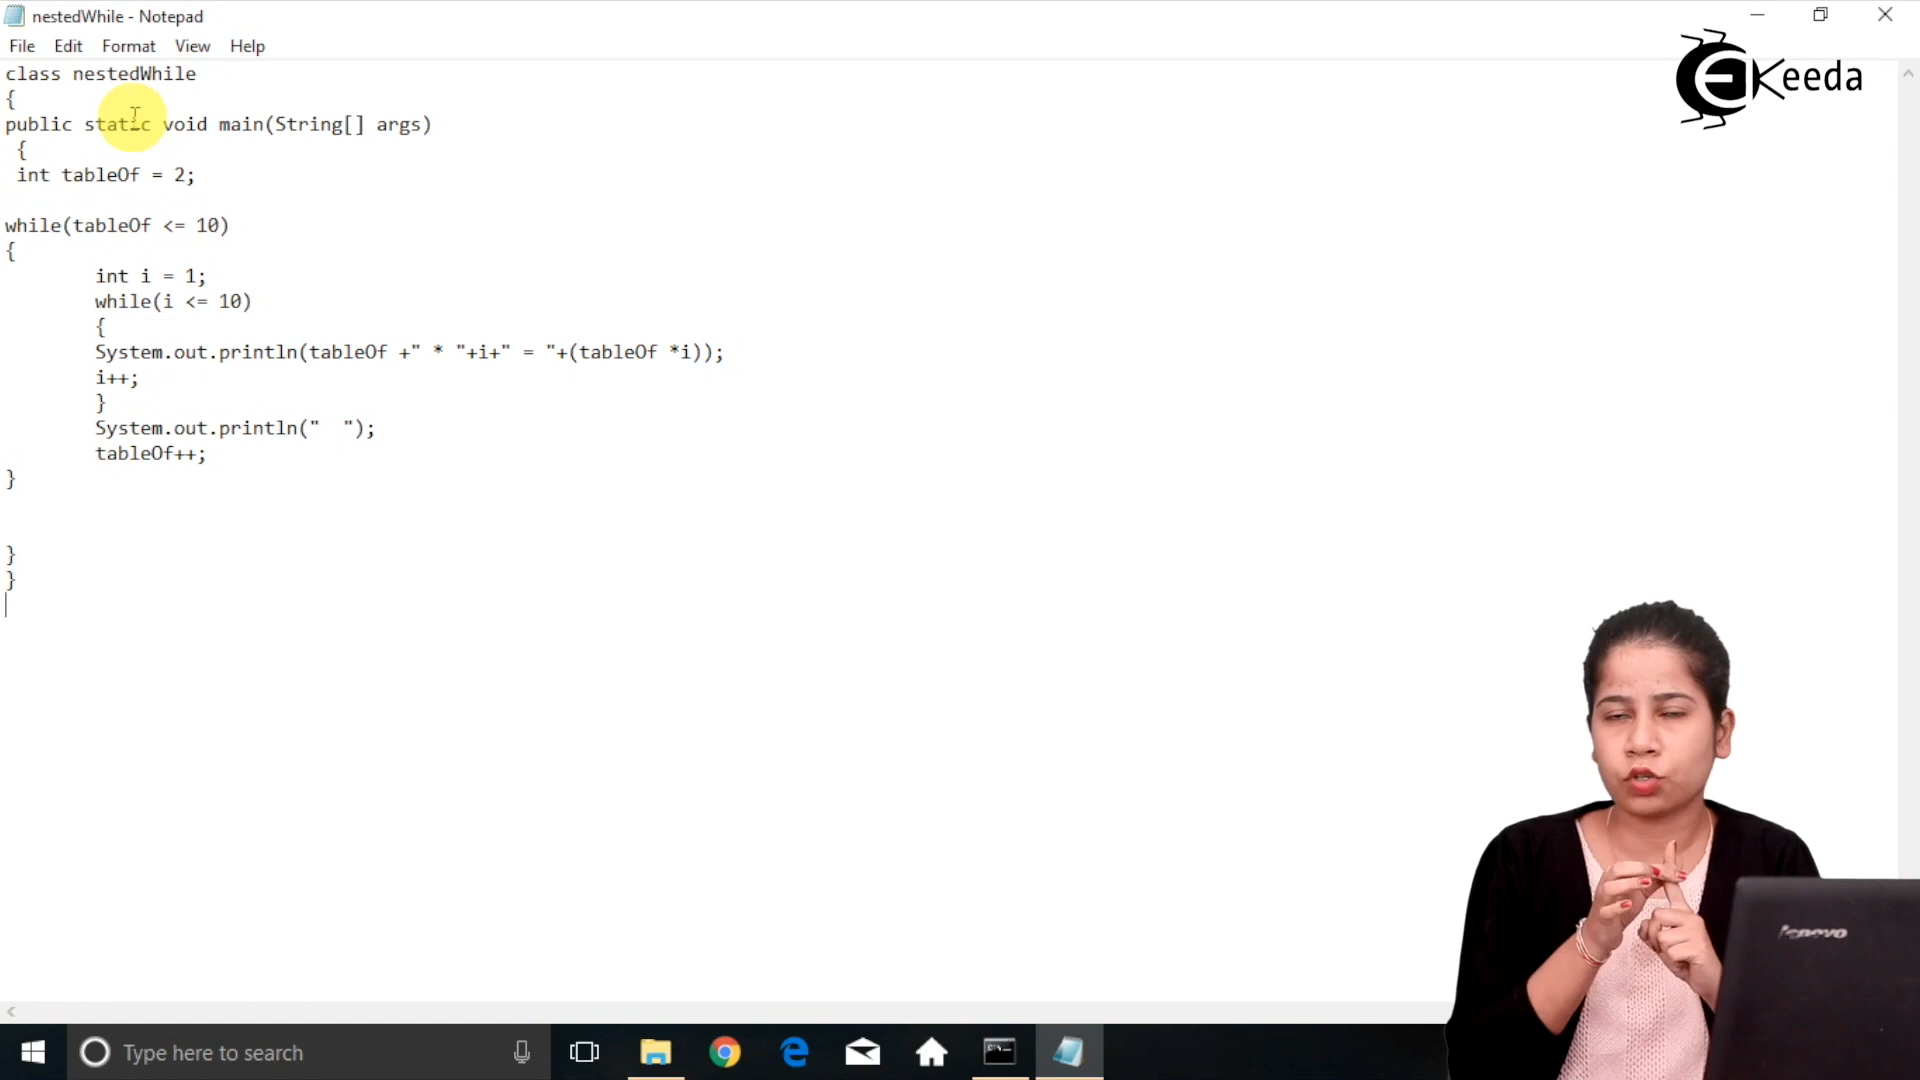 nestedWhile - Notepad
File Edit Format View Help
class nestedWhile
{
public static void main(String[] args)
{
int tableOf = 2;
while(tableOf <= 10)
{
int i = 1;
while(i <= 10)
{
System.out.println(tableOf +" * "+i+" = "+(tableOf *i));
i++;
}
System.out.println("  ");
tableOf++;
}
}
}
EKeeda
lenovo
Type here to search